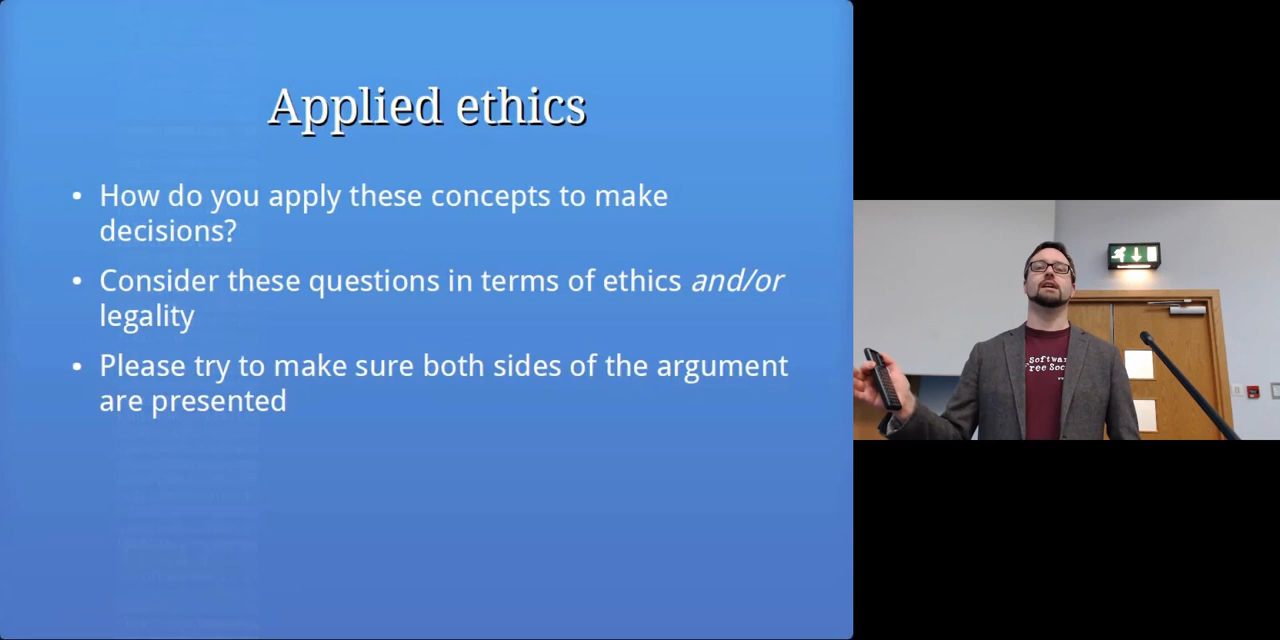 Applied ethics
• How do you apply these concepts to make
decisions?
• Consider these questions in terms of ethics and/or
legality
• Please try to make sure both sides of the argument
are presented